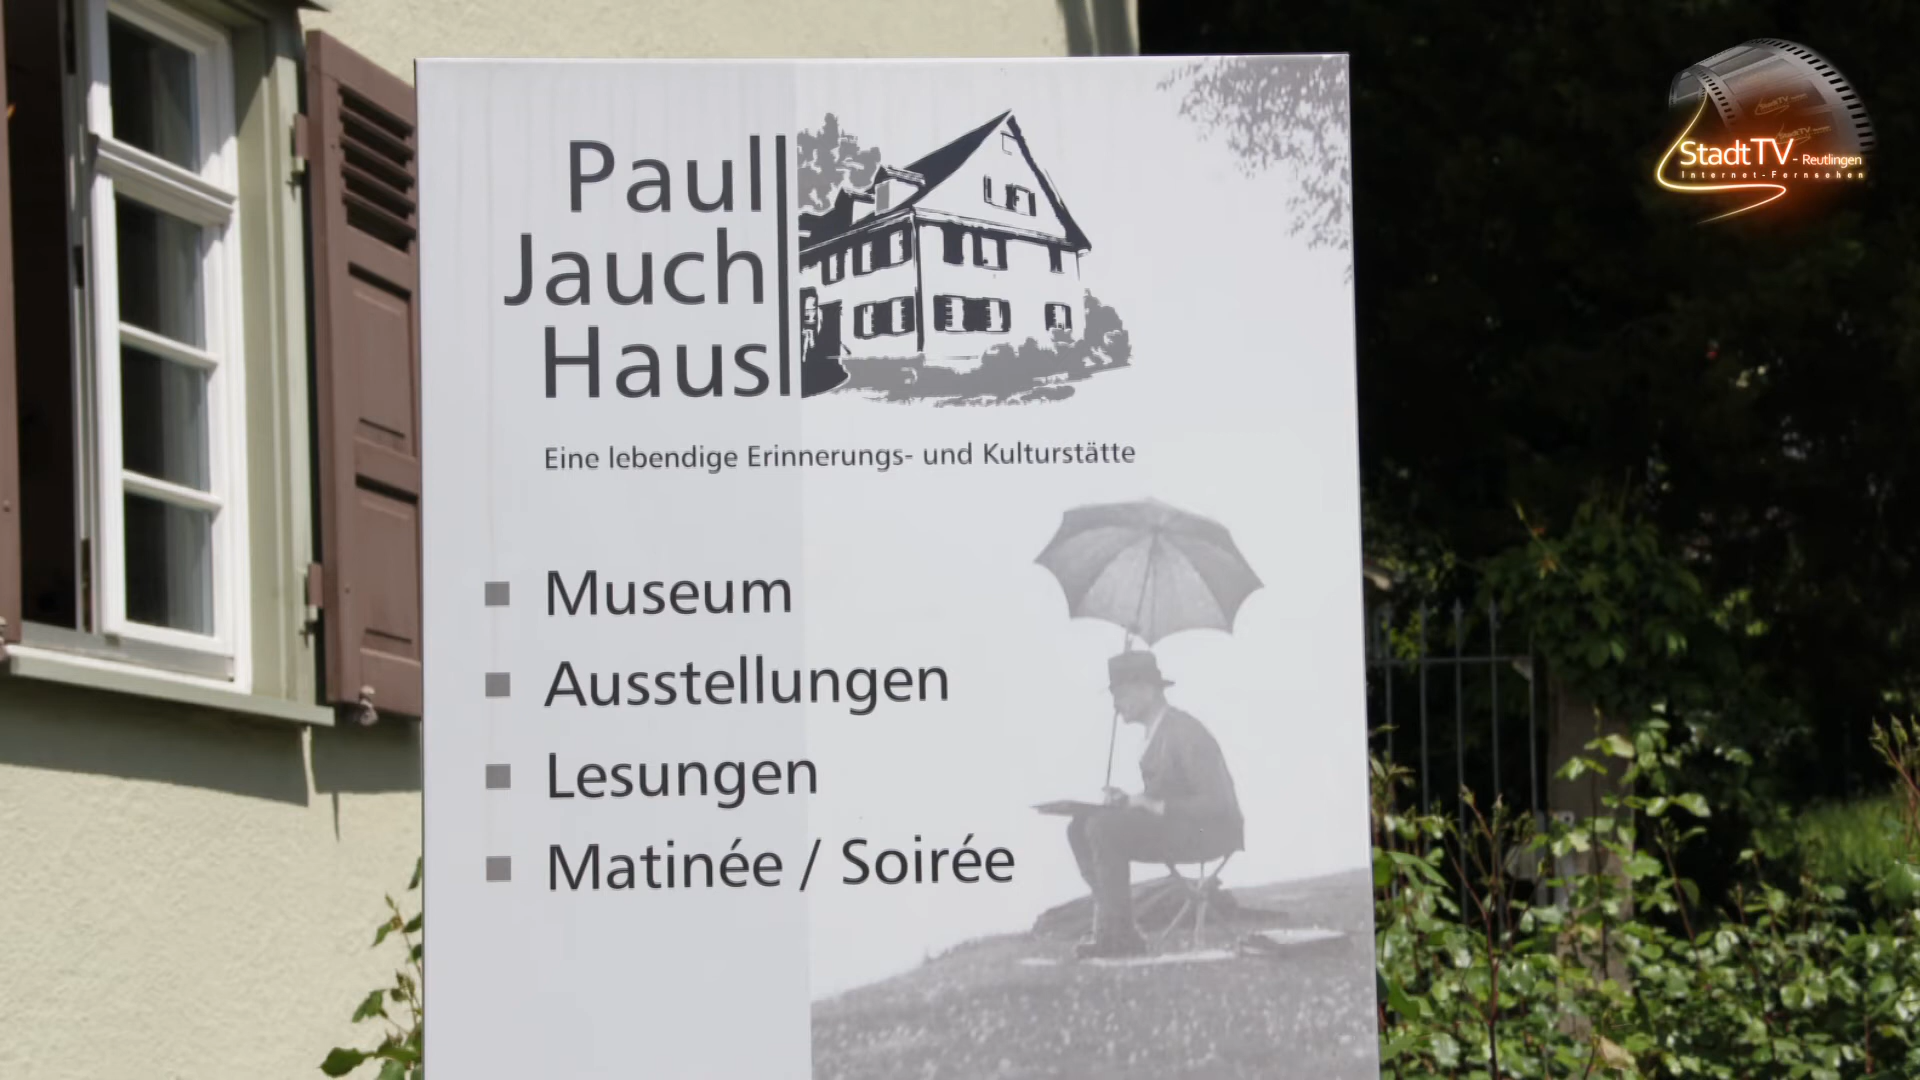 Paul
Jauch
Haus
Eine lebendige Erinnerungs- und Kulturstätte
Museum
Ausstellungen
Lesungen
Matinée / Soirée
StadtTV - Reutlingen
Internet-Fernsehen